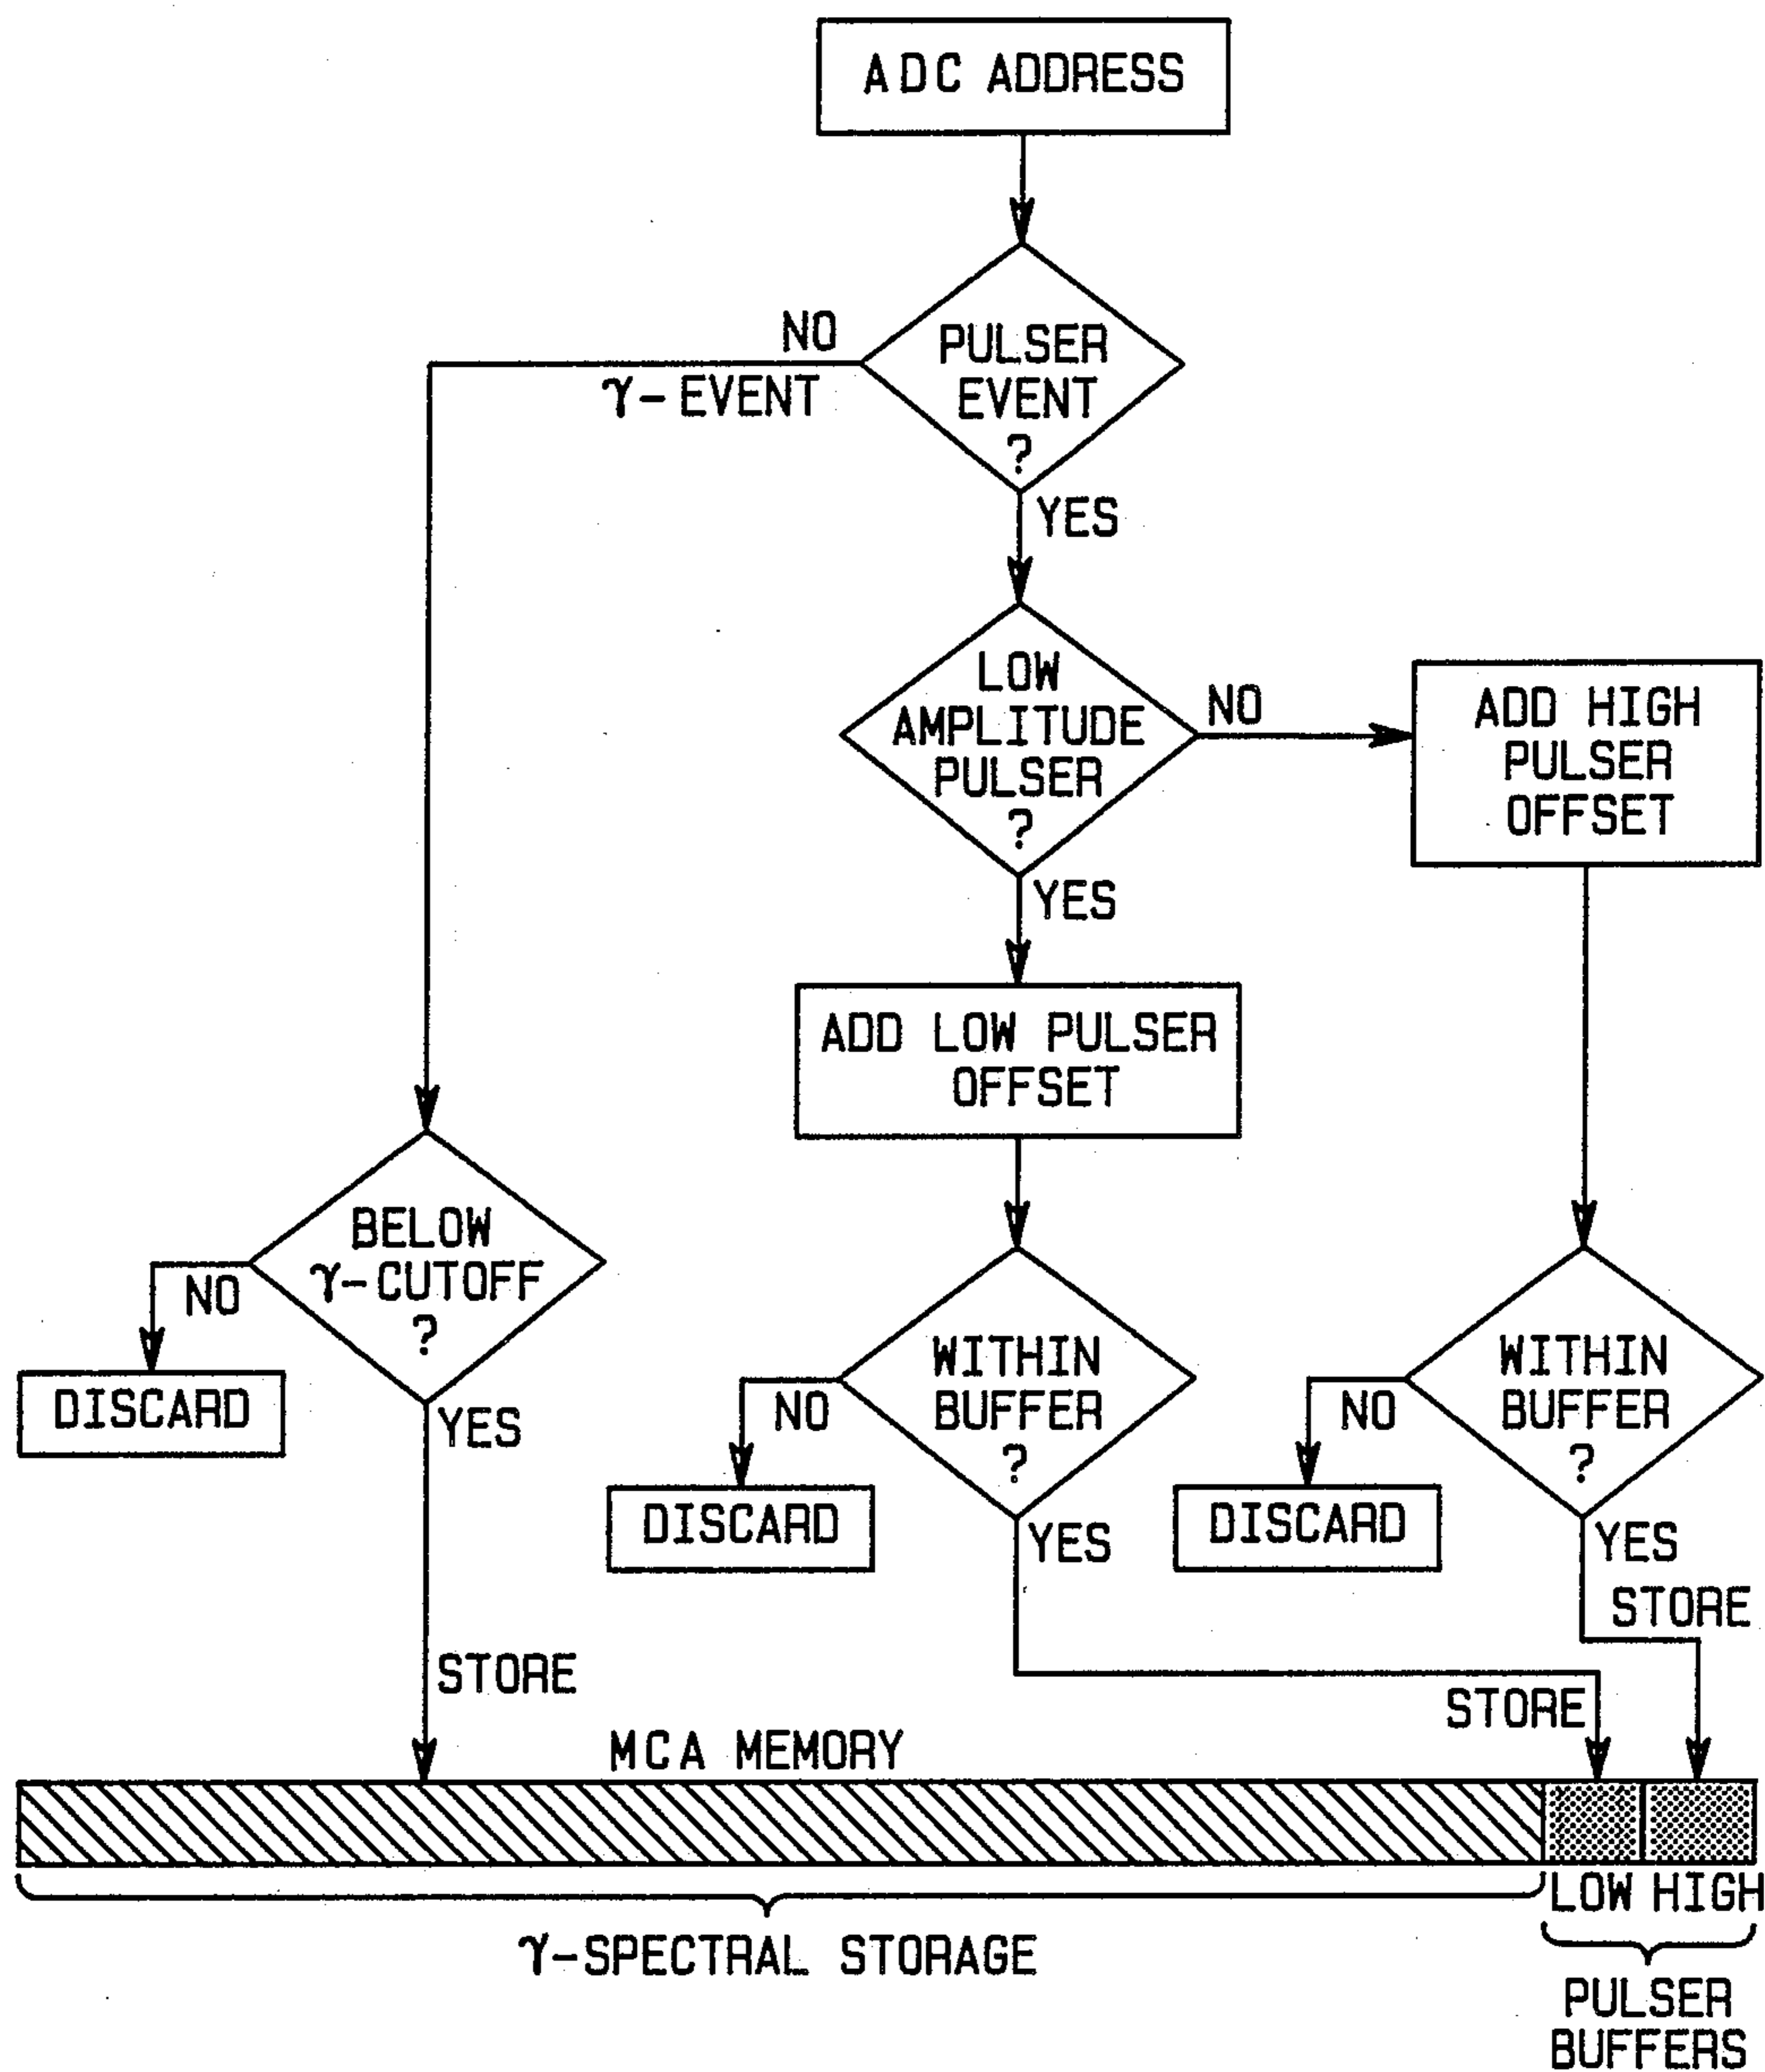 ADC ADDRESS
NO
γ-EVENT
PULSER
EVENT
?
YES
LOW
AMPLITUDE
PULSER
?
NO
ADD HIGH
PULSER
OFFSET
YES
ADD LOW PULSER
OFFSET
BELOW
γ-CUTOFF
?
NO
DISCARD
YES
WITHIN
BUFFER
?
NO
DISCARD
YES
WITHIN
BUFFER
?
NO
DISCARD
YES
STORE
STORE
STORE
MCA MEMORY
LOW HIGH
γ-SPECTRAL STORAGE
PULSER
BUFFERS